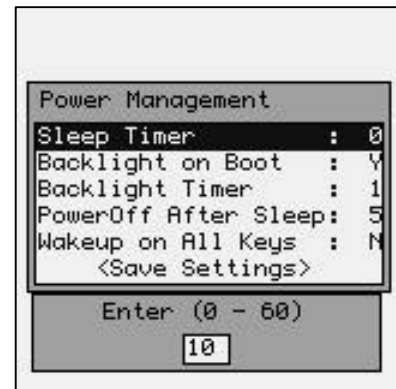 Power Management
Sleep Timer : 0
Backlight on Boot : Y
Backlight Timer : 1
PowerOff After Sleep: 5
Wakeup on All Keys : N
<Save Settings>
Enter (0 - 60)
10